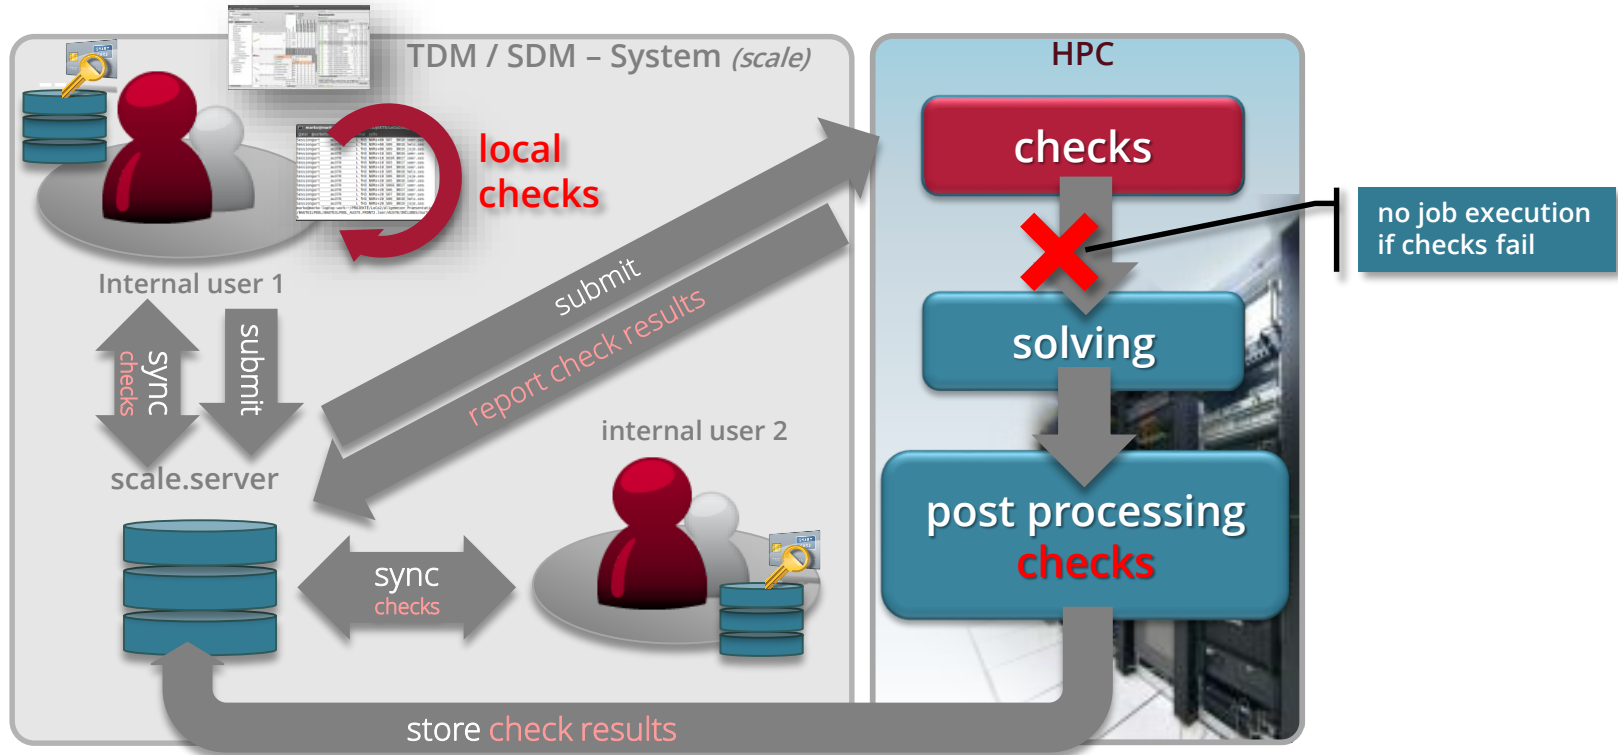 TDM / SDM – System (scale)
local
checks
Internal user 1
sync
checks
submit
scale.server
submit
report check results
internal user 2
sync
checks
store check results
HPC
checks
no job execution
if checks fail
solving
post processing
checks